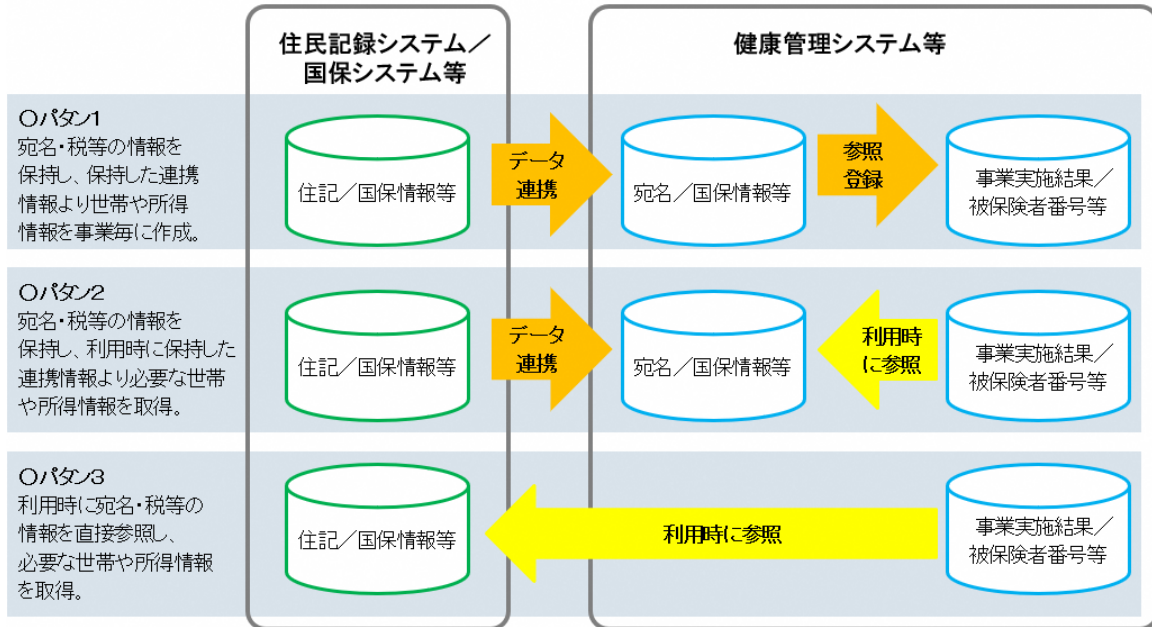 住民記録システム／
国保システム等
健康管理システム等
○パタン1
宛名・税等の情報を
保持し、保持した連携
情報より世帯や所得
情報を事業毎に作成。
住記／国保情報等
データ
連携
宛名／国保情報等
参照
登録
事業実施結果／
被保険者番号等
○パタン2
宛名・税等の情報を
保持し、利用時に保持した
連携情報より必要な世帯
や所得情報を取得。
住記／国保情報等
データ
連携
宛名／国保情報等
利用時
に参照
事業実施結果／
被保険者番号等
○パタン3
利用時に宛名・税等の
情報を直接参照し、
必要な世帯や所得情報
を取得。
住記／国保情報等
利用時に参照
事業実施結果／
被保険者番号等